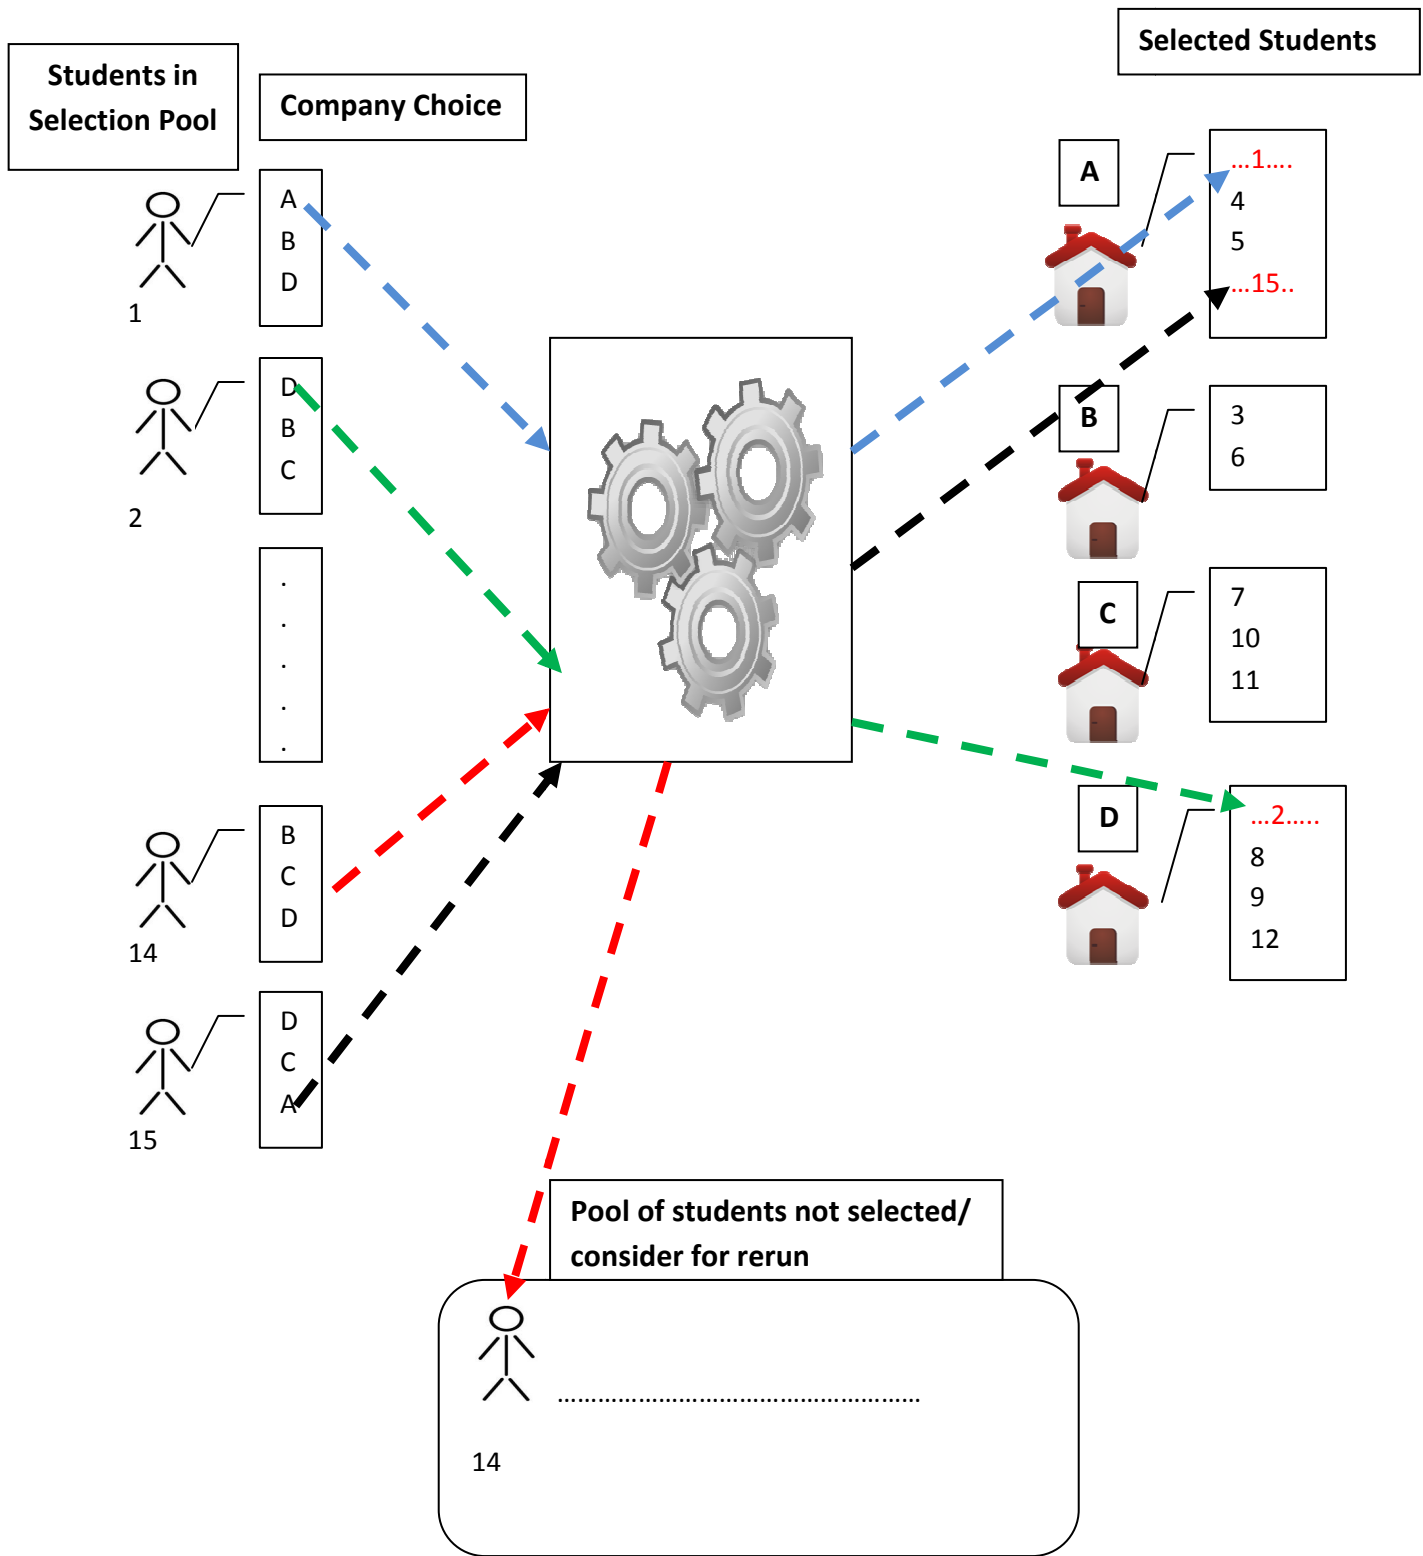 Students in
Selection Pool
Company Choice
Selected Students
1
A
B
D
2
D
B
C
.
.
.
.
.
14
B
C
D
15
D
C
A
A
...1....
4
5
...15..
B
3
6
C
7
10
11
D
...2.....
8
9
12
Pool of students not selected/
consider for rerun
......................................................
14